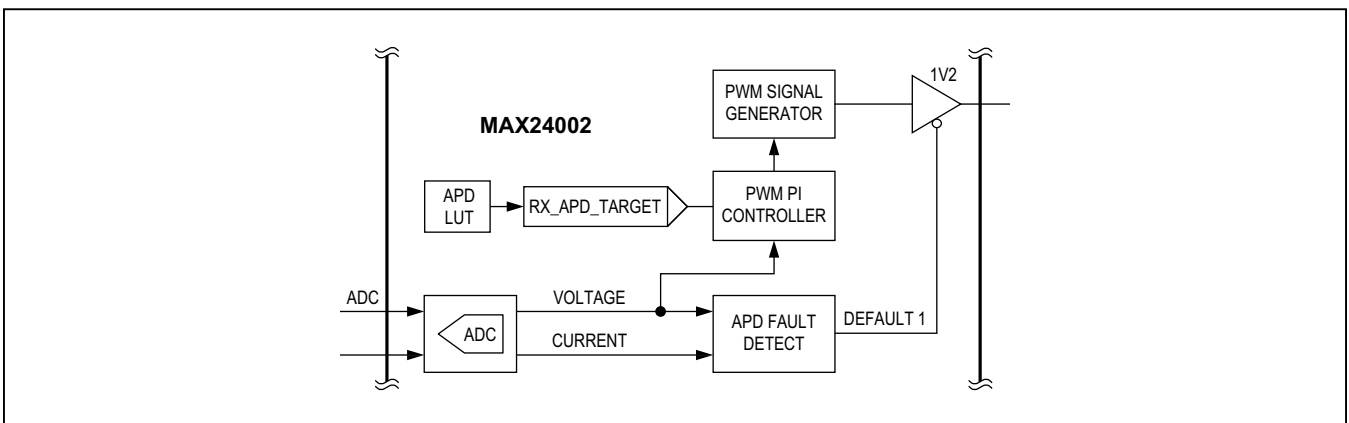 1V2
PWM SIGNAL
GENERATOR
MAX24002
APD
LUT
RX_APD_TARGET
PWM PI
CONTROLLER
ADC
VOLTAGE
ADC
CURRENT
APD FAULT
DETECT
DEFAULT 1